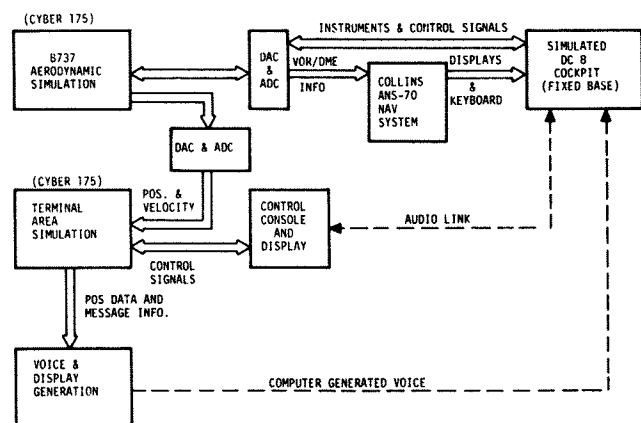 (CYBER 175)
B737
AERODYNAMIC
SIMULATION
DAC
&
ADC
INSTRUMENTS & CONTROL SIGNALS
VOR/DME
INFO
COLLINS
ANS-70
NAV
SYSTEM
DISPLAYS
&
KEYBOARD
SIMULATED
DC 8
COCKPIT
(FIXED BASE)
DAC & ADC
(CYBER 175)
TERMINAL
AREA
SIMULATION
POS. &
VELOCITY
CONTROL
SIGNALS
CONTROL
CONSOLE
AND
DISPLAY
AUDIO LINK
POS DATA AND
MESSAGE INFO.
VOICE &
DISPLAY
GENERATION
COMPUTER GENERATED VOICE